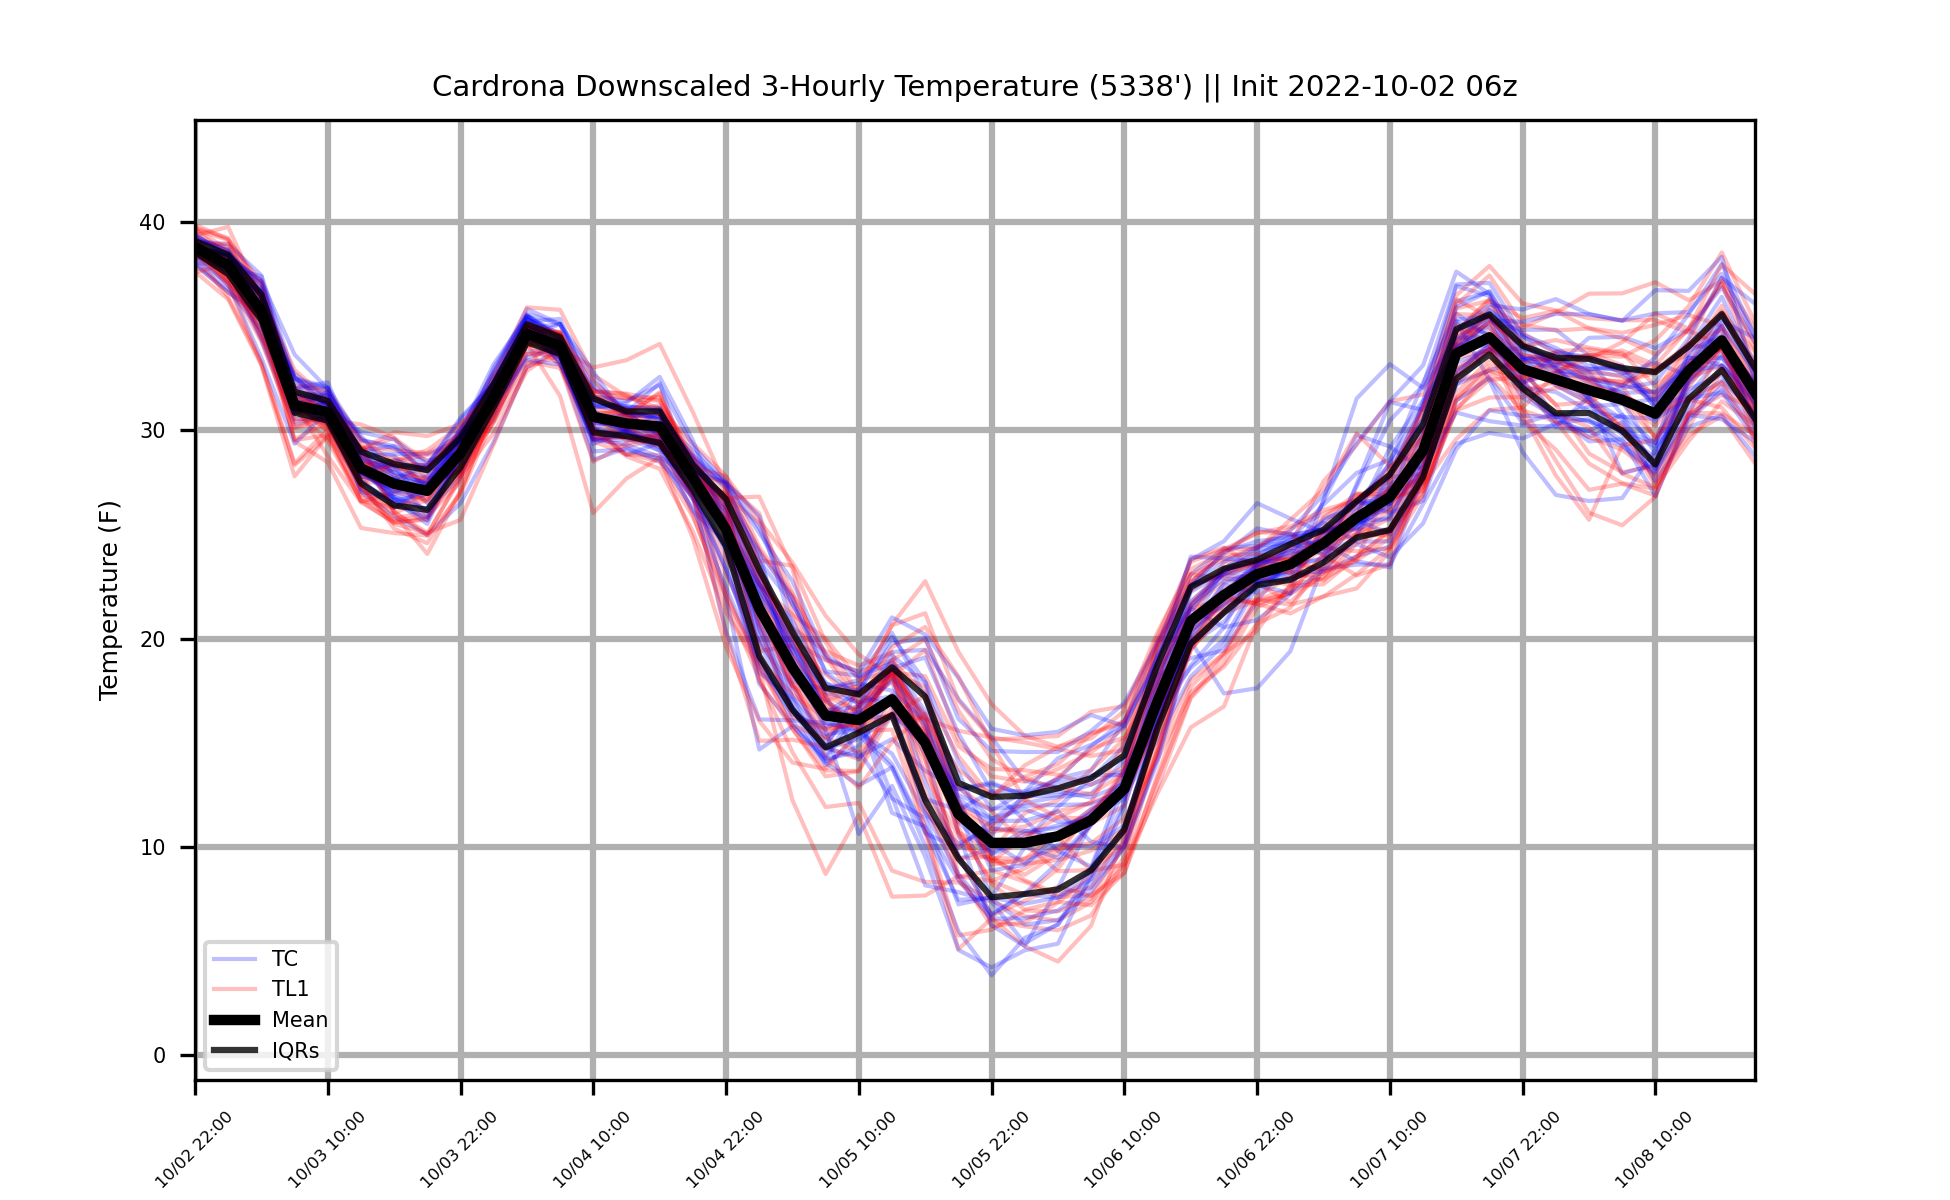 Cardrona Downscaled 3-Hourly Temperature (5338') || Init 2022-10-02 06z
Temperature (F)
40
30
20
10
0
TC
TL1
Mean
IQRs
10/02 22:00
10/03 10:00
10/03 22:00
10/04 10:00
10/04 22:00
10/05 10:00
10/05 22:00
10/06 10:00
10/06 22:00
10/07 10:00
10/07 22:00
10/08 10:00